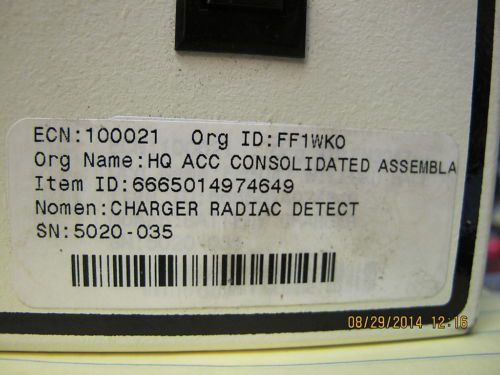 ECN:100021 Org ID:FF1WKO
Org Name:HQ ACC CONSOLIDATED ASSEMBLA
Item ID:6665014974649
Nomen:CHARGER RADIAC DETECT
SN:5020-035
08/29/2014 12:16